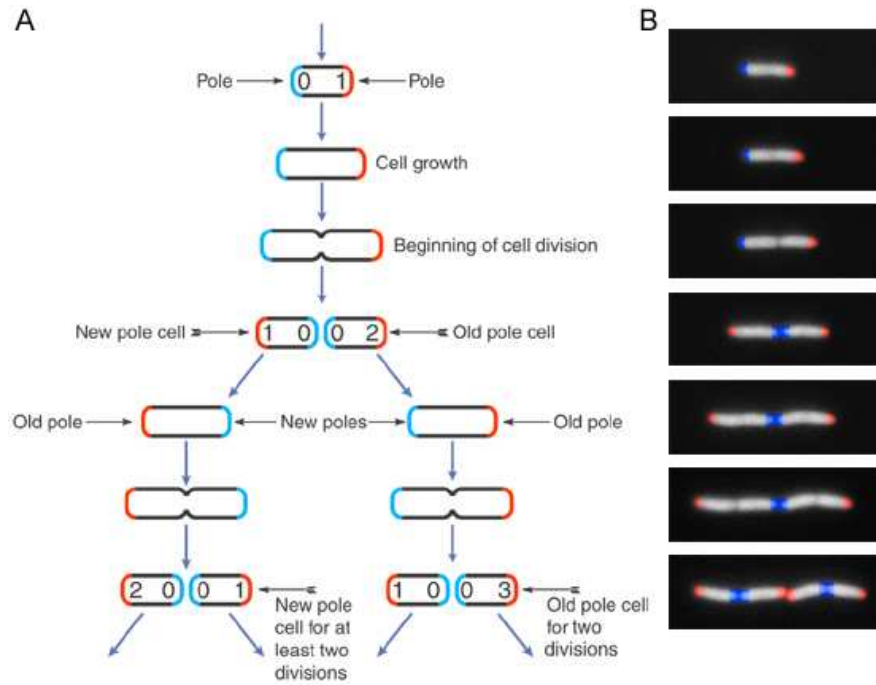 A
B
Pole
0 1
Pole
Cell growth
Beginning of cell division
New pole cell
1 0
0 2
Old pole cell
Old pole
New poles
Old pole
2 0
0 1
New pole
cell for at
least two
divisions
1 0
0 3
Old pole cell
for two
divisions